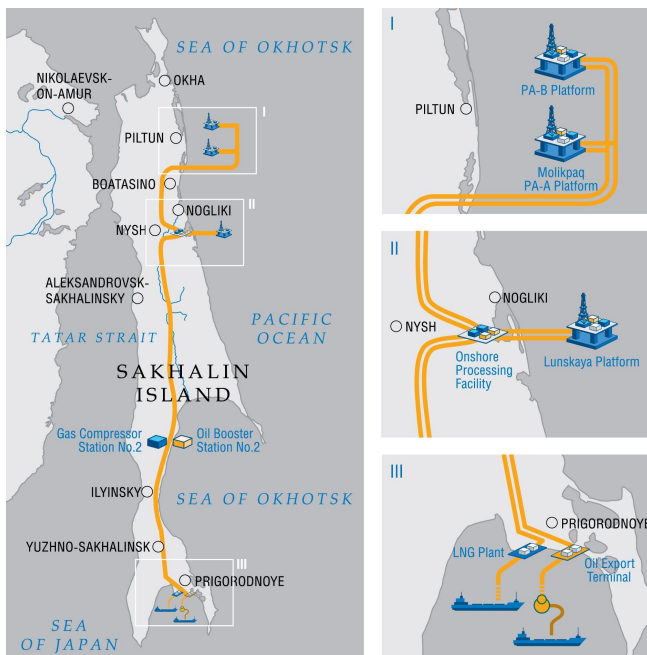 SEA OF OKHOTSK
NIKOLAEVSK-
ON-AMUR
OKHA
I
PILTUN
BOATASINO
II
NOGLIKI
NYSH
ALEKSANDROVSK-
SAKHALINSKY
TATAR STRAIT
PACIFIC
OCEAN
SAKHALIN
ISLAND
Gas Compressor
Station No.2
Oil Booster
Station No.2
ILYINSKY
SEA OF OKHOTSK
YUZHNO-SAKHALINSK
III
PRIGORODNOYE
SEA
OF JAPAN
I
PA-B Platform
PILTUN
Molikpaq
PA-A Platform
II
NOGLIKI
NYSH
Onshore
Processing
Facility
Lunskaya Platform
III
PRIGORODNOYE
LNG Plant
Oil Export
Terminal